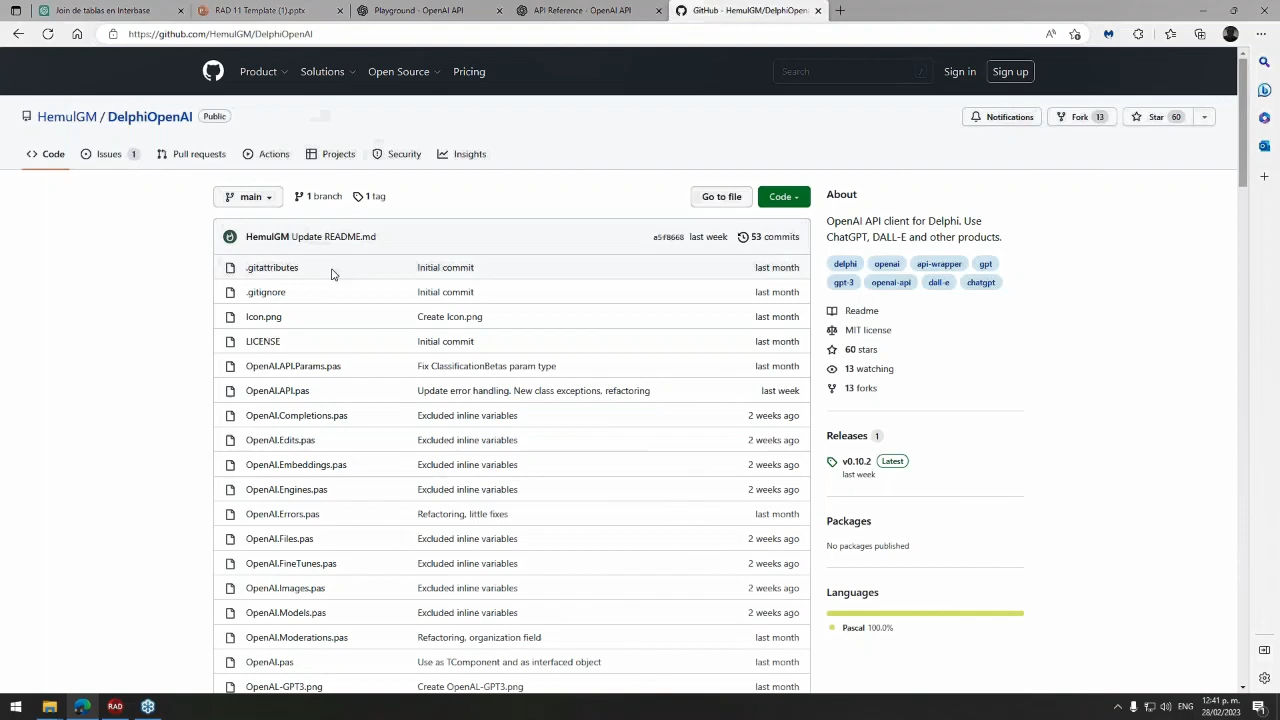 Join de tablas en Interbase
RAD 11 Template (1).pptx
Playground - OpenAI API
API Reference - OpenAI API
GitHub - HemulGM/DelphiOpen
https://github.com/HemulGM/DelphiOpenAI
Product
Solutions
Open Source
Pricing
Search
/
Sign in
Sign up
HemulGM / DelphiOpenAI
Public
Notifications
Fork 13
Star 60
Code
Issues 1
Pull requests
Actions
Projects
Security
Insights
main
1 branch
1 tag
Go to file
Code
HemulGM Update README.md
a5f8668 last week
53 commits
.gitattributes Initial commit last month
.gitignore Initial commit last month
Icon.png Create Icon.png last month
LICENSE Initial commit last month
OpenAI.API.Params.pas Fix ClassificationBetas param type last month
OpenAI.API.pas Update error handling. New class exceptions, refactoring last week
OpenAI.Completions.pas Excluded inline variables 2 weeks ago
OpenAI.Edits.pas Excluded inline variables 2 weeks ago
OpenAI.Embeddings.pas Excluded inline variables 2 weeks ago
OpenAI.Engines.pas Excluded inline variables 2 weeks ago
OpenAI.Errors.pas Refactoring, little fixes last month
OpenAI.Files.pas Excluded inline variables 2 weeks ago
OpenAI.FineTunes.pas Excluded inline variables 2 weeks ago
OpenAI.Images.pas Excluded inline variables 2 weeks ago
OpenAI.Models.pas Excluded inline variables 2 weeks ago
OpenAI.Moderations.pas Refactoring, organization field last month
OpenAI.pas Use as TComponent and as interfaced object last month
OpenAL-GPT3.png Create OpenAL-GPT3.png last month
About
OpenAI API client for Delphi. Use
ChatGPT, DALL-E and other products.
delphi openai api-wrapper gpt
gpt-3 openai-api dall-e chatgpt
Readme
MIT license
60 stars
13 watching
13 forks
Releases 1
v0.10.2 Latest
last week
Packages
No packages published
Languages
Pascal 100.0%
RAD
ENG
12:41 p. m.
28/02/2023